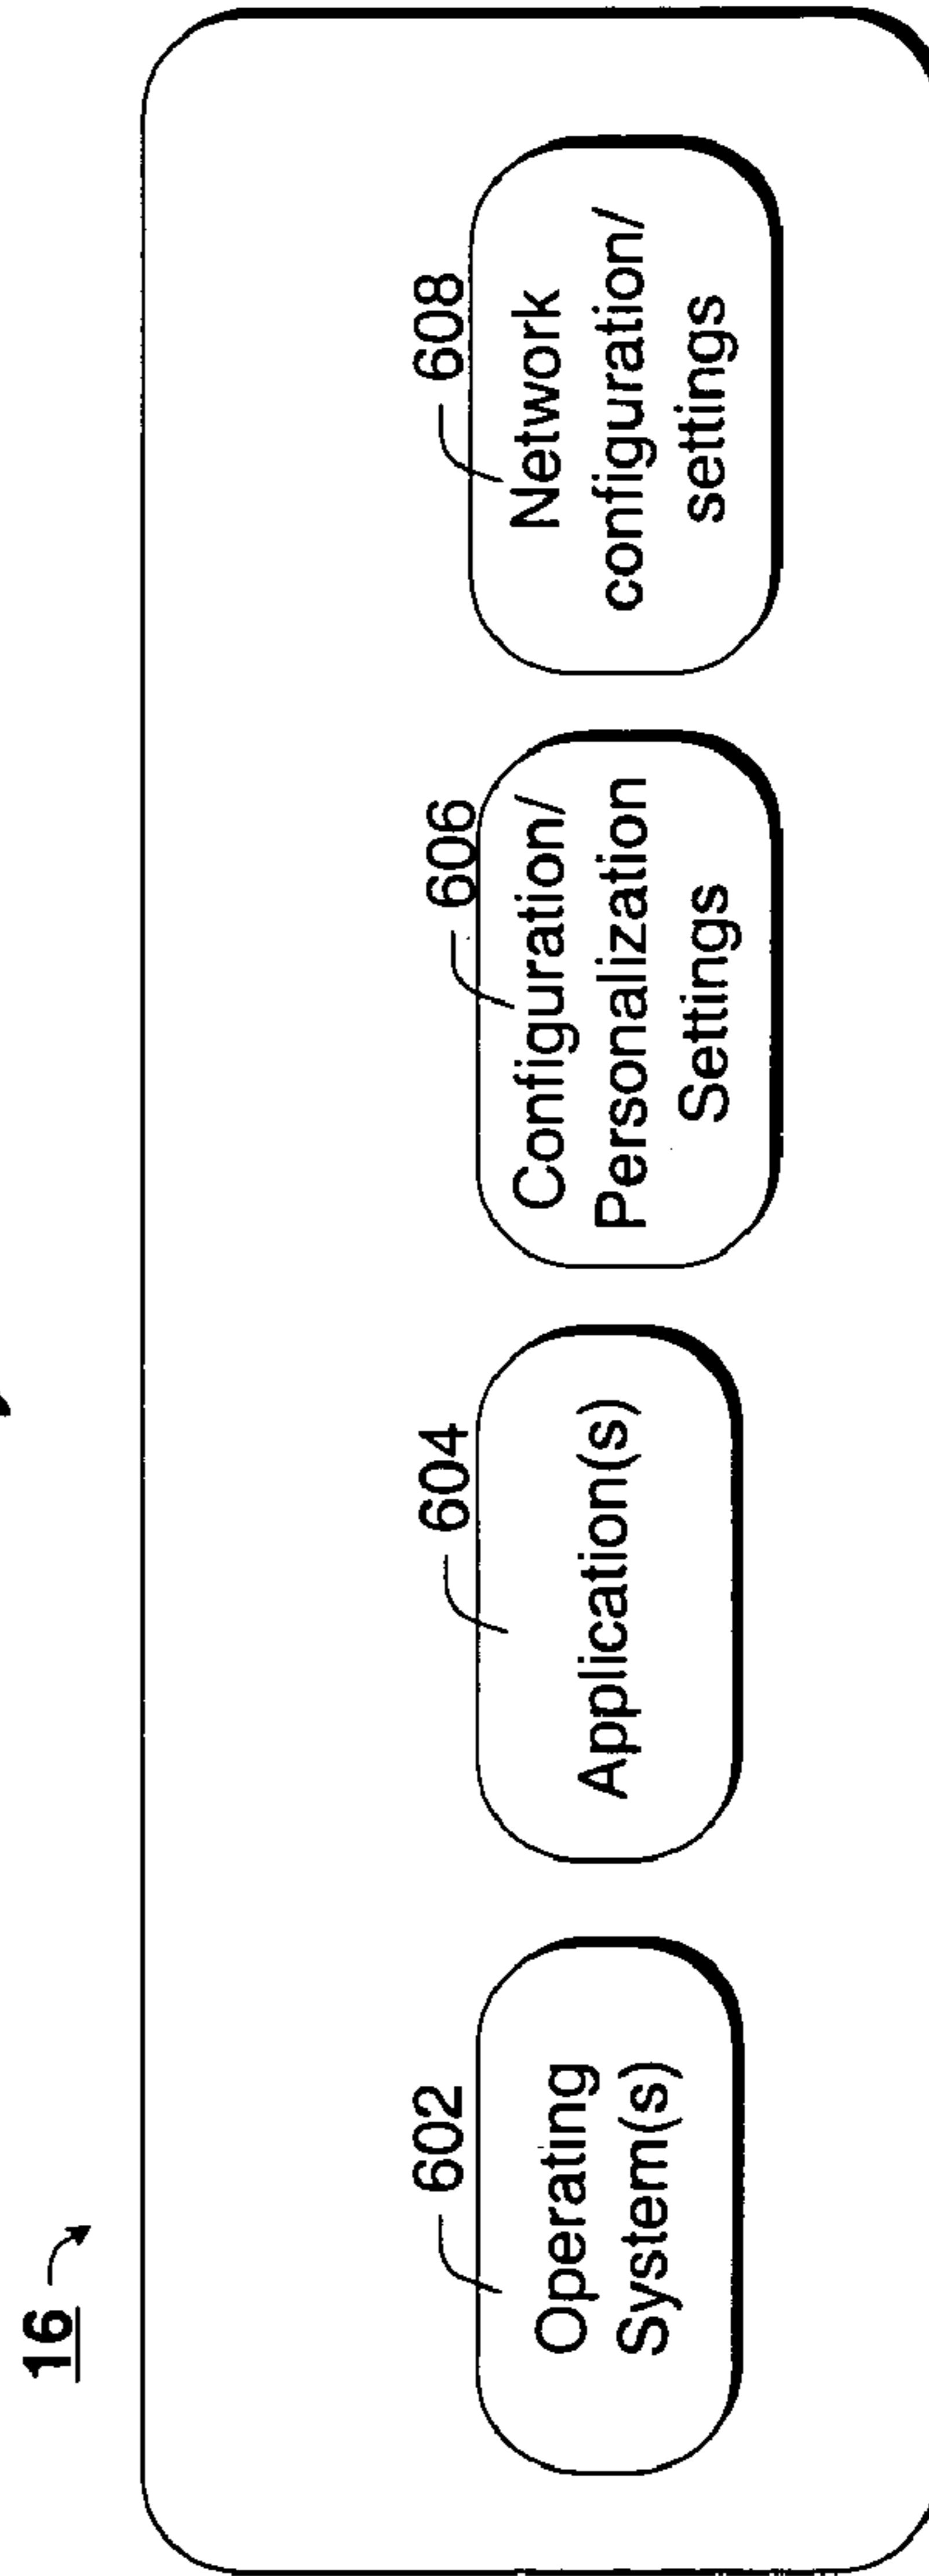 16
602
Operating
System(s)
604
Application(s)
606
Configuration/
Personalization
Settings
608
Network
configuration/
settings